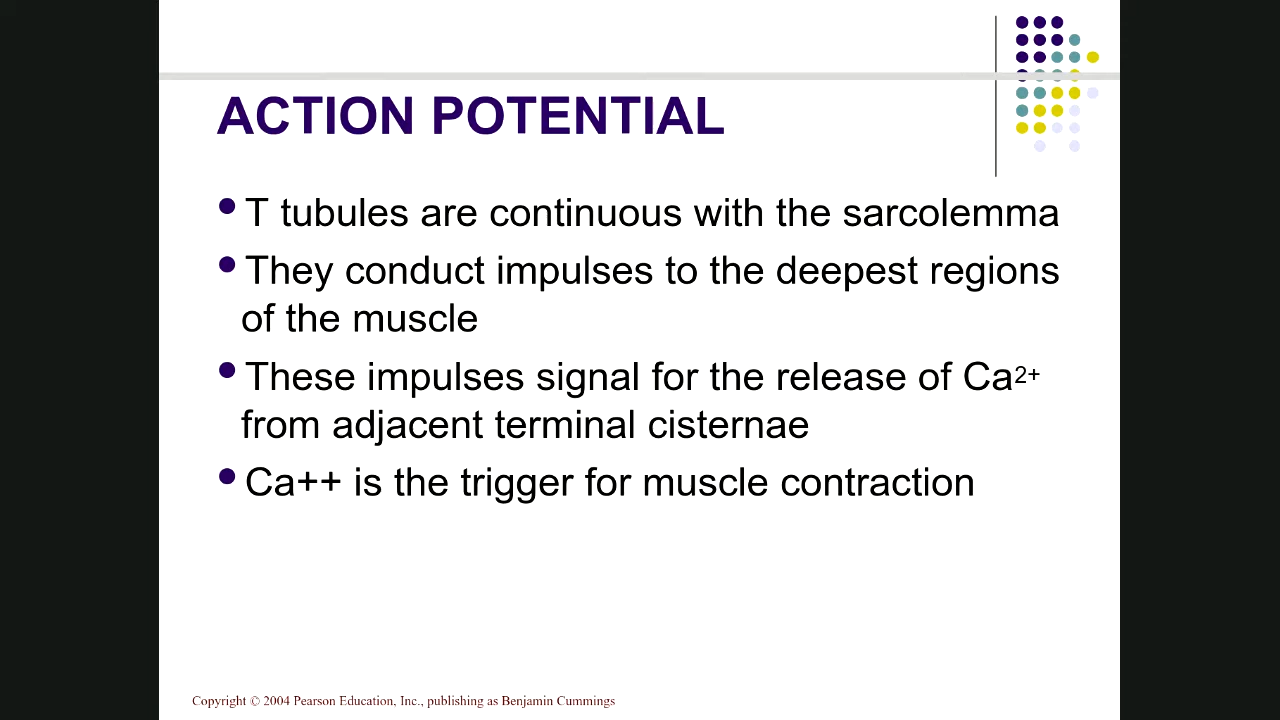 ACTION POTENTIAL
• T tubules are continuous with the sarcolemma
• They conduct impulses to the deepest regions
of the muscle
• These impulses signal for the release of Ca²⁺
from adjacent terminal cisternae
• Ca++ is the trigger for muscle contraction
Copyright © 2004 Pearson Education, Inc., publishing as Benjamin Cummings